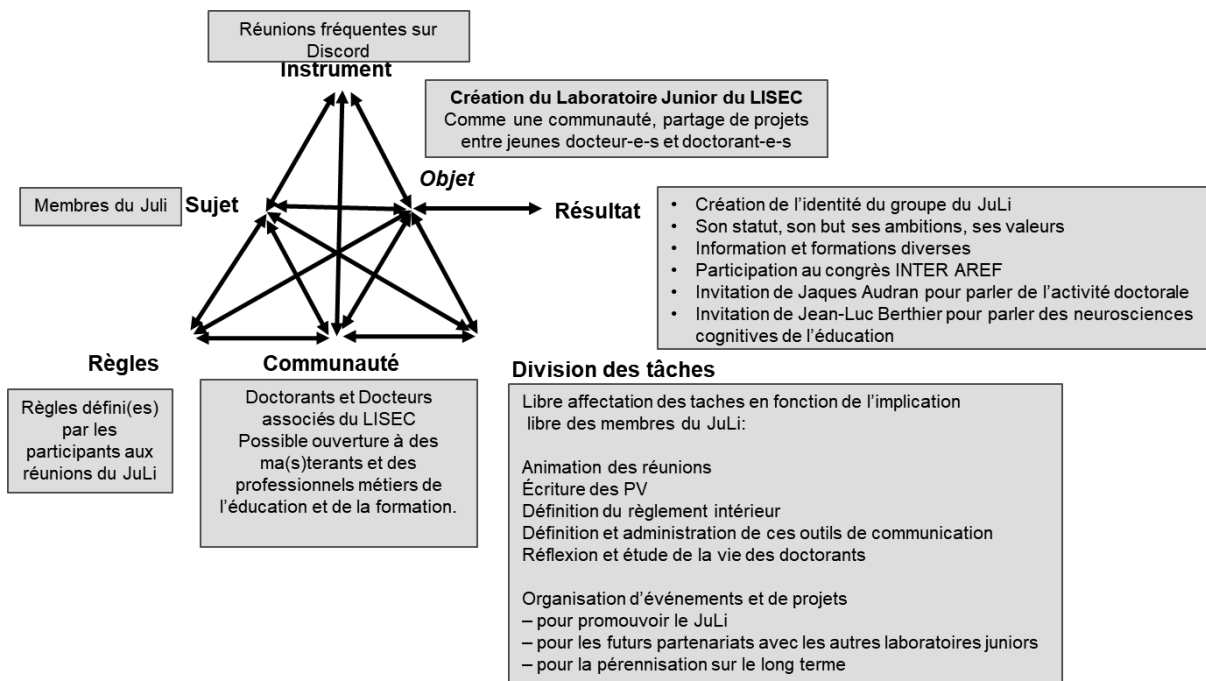 Réunions fréquentes sur
Discord
Instrument
Création du Laboratoire Junior du LISEC
Comme une communauté, partage de projets
entre jeunes docteur-e-s et doctorant-e-s
Objet
Membres du Juli
Sujet
Résultat
• Création de l'identité du groupe du JuLi
• Son statut, son but ses ambitions, ses valeurs
• Information et formations diverses
• Participation au congrès INTER AREF
• Invitation de Jaques Audran pour parler de l'activité doctorale
• Invitation de Jean-Luc Berthier pour parler des neurosciences
cognitives de l'éducation
Règles
Communauté
Division des tâches
Règles défini(es)
par les
participants aux
réunions du JuLi
Doctorants et Docteurs
associés du LISEC
Possible ouverture à des
ma(s)terants et des
professionnels métiers de
l'éducation et de la formation.
Libre affectation des taches en fonction de l'implication
libre des membres du JuLi:
Animation des réunions
Écriture des PV
Définition du règlement intérieur
Définition et administration de ces outils de communication
Réflexion et étude de la vie des doctorants
Organisation d'événements et de projets
– pour promouvoir le JuLi
– pour les futurs partenariats avec les autres laboratoires juniors
– pour la pérennisation sur le long terme